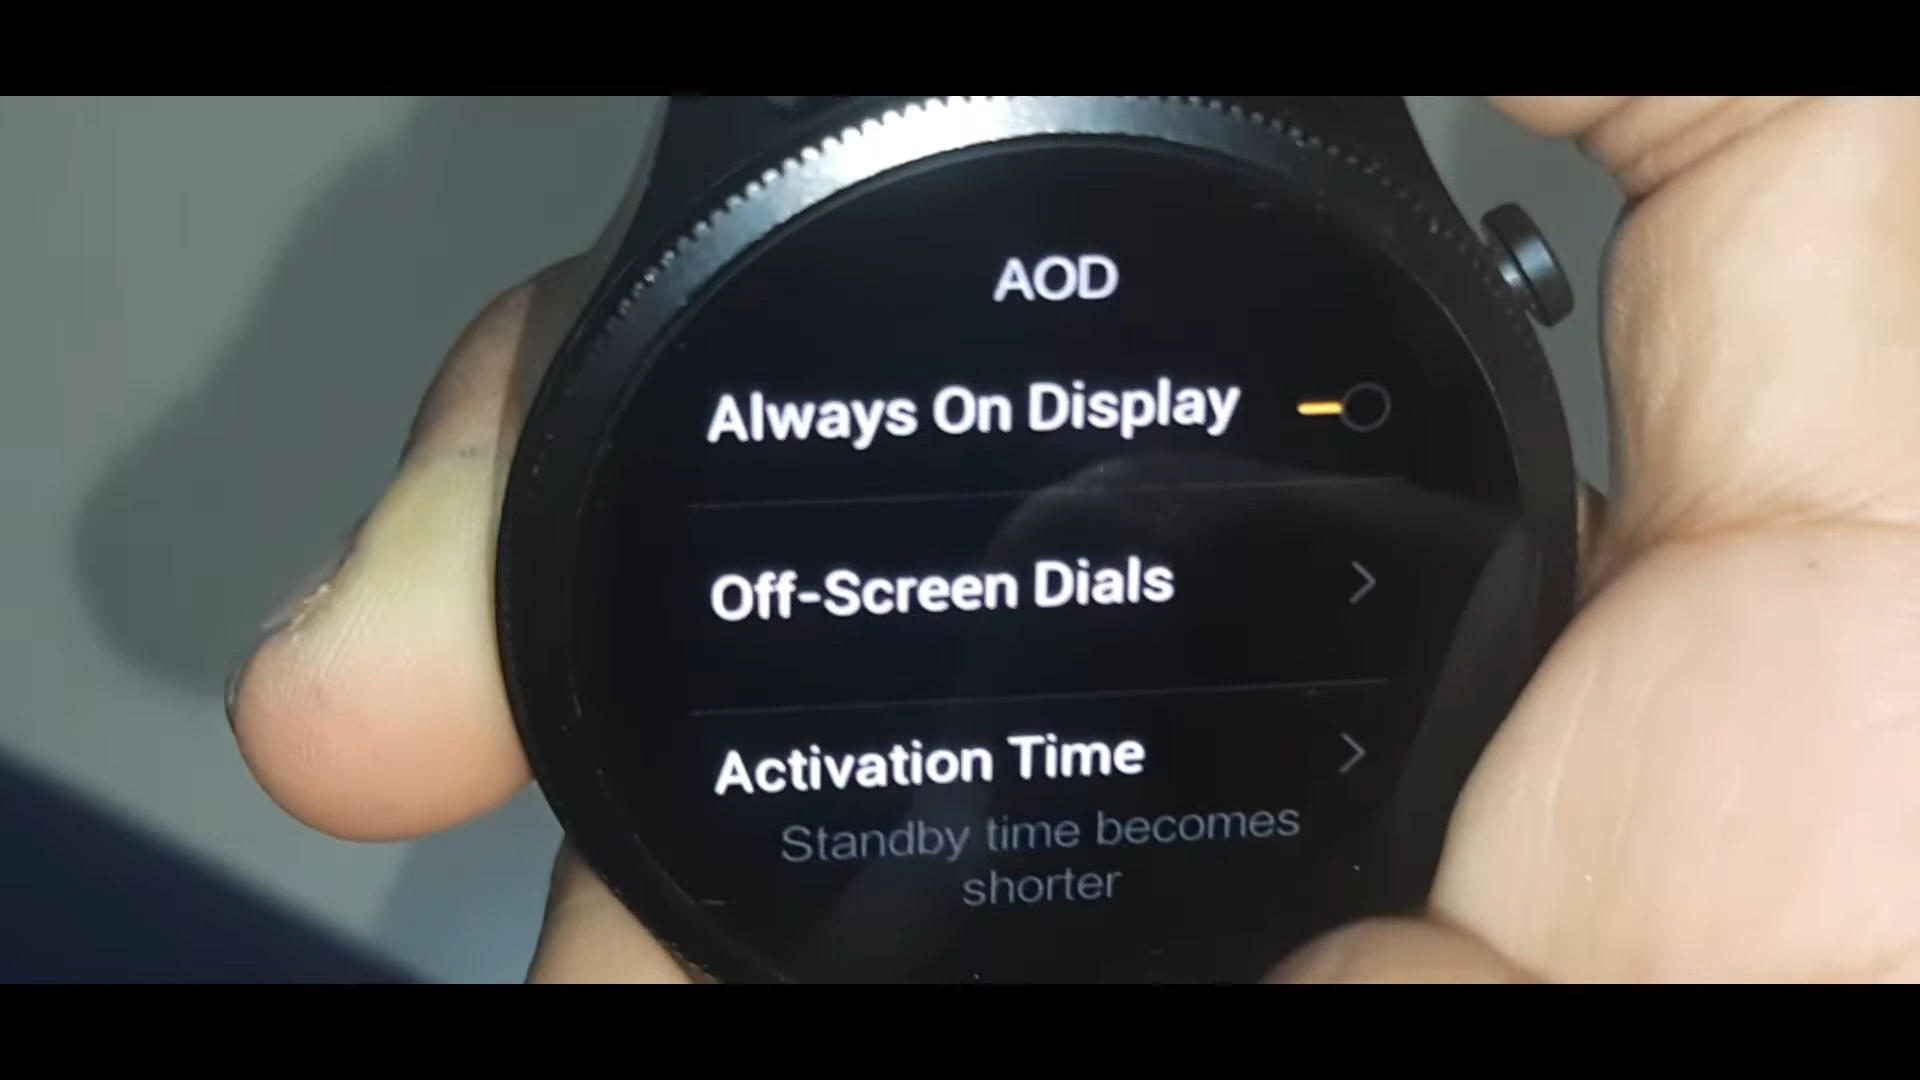 AOD
Always On Display
Off-Screen Dials
Activation Time
Standby time becomes
shorter